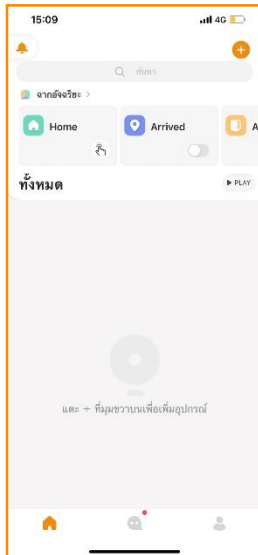 15:09 4G
ค้นหา
ฉากอัจฉริยะ >
Home Arrived A
ทั้งหมด PLAY
แตะ + ที่มุมขวาบนเพื่อเพิ่มอุปกรณ์